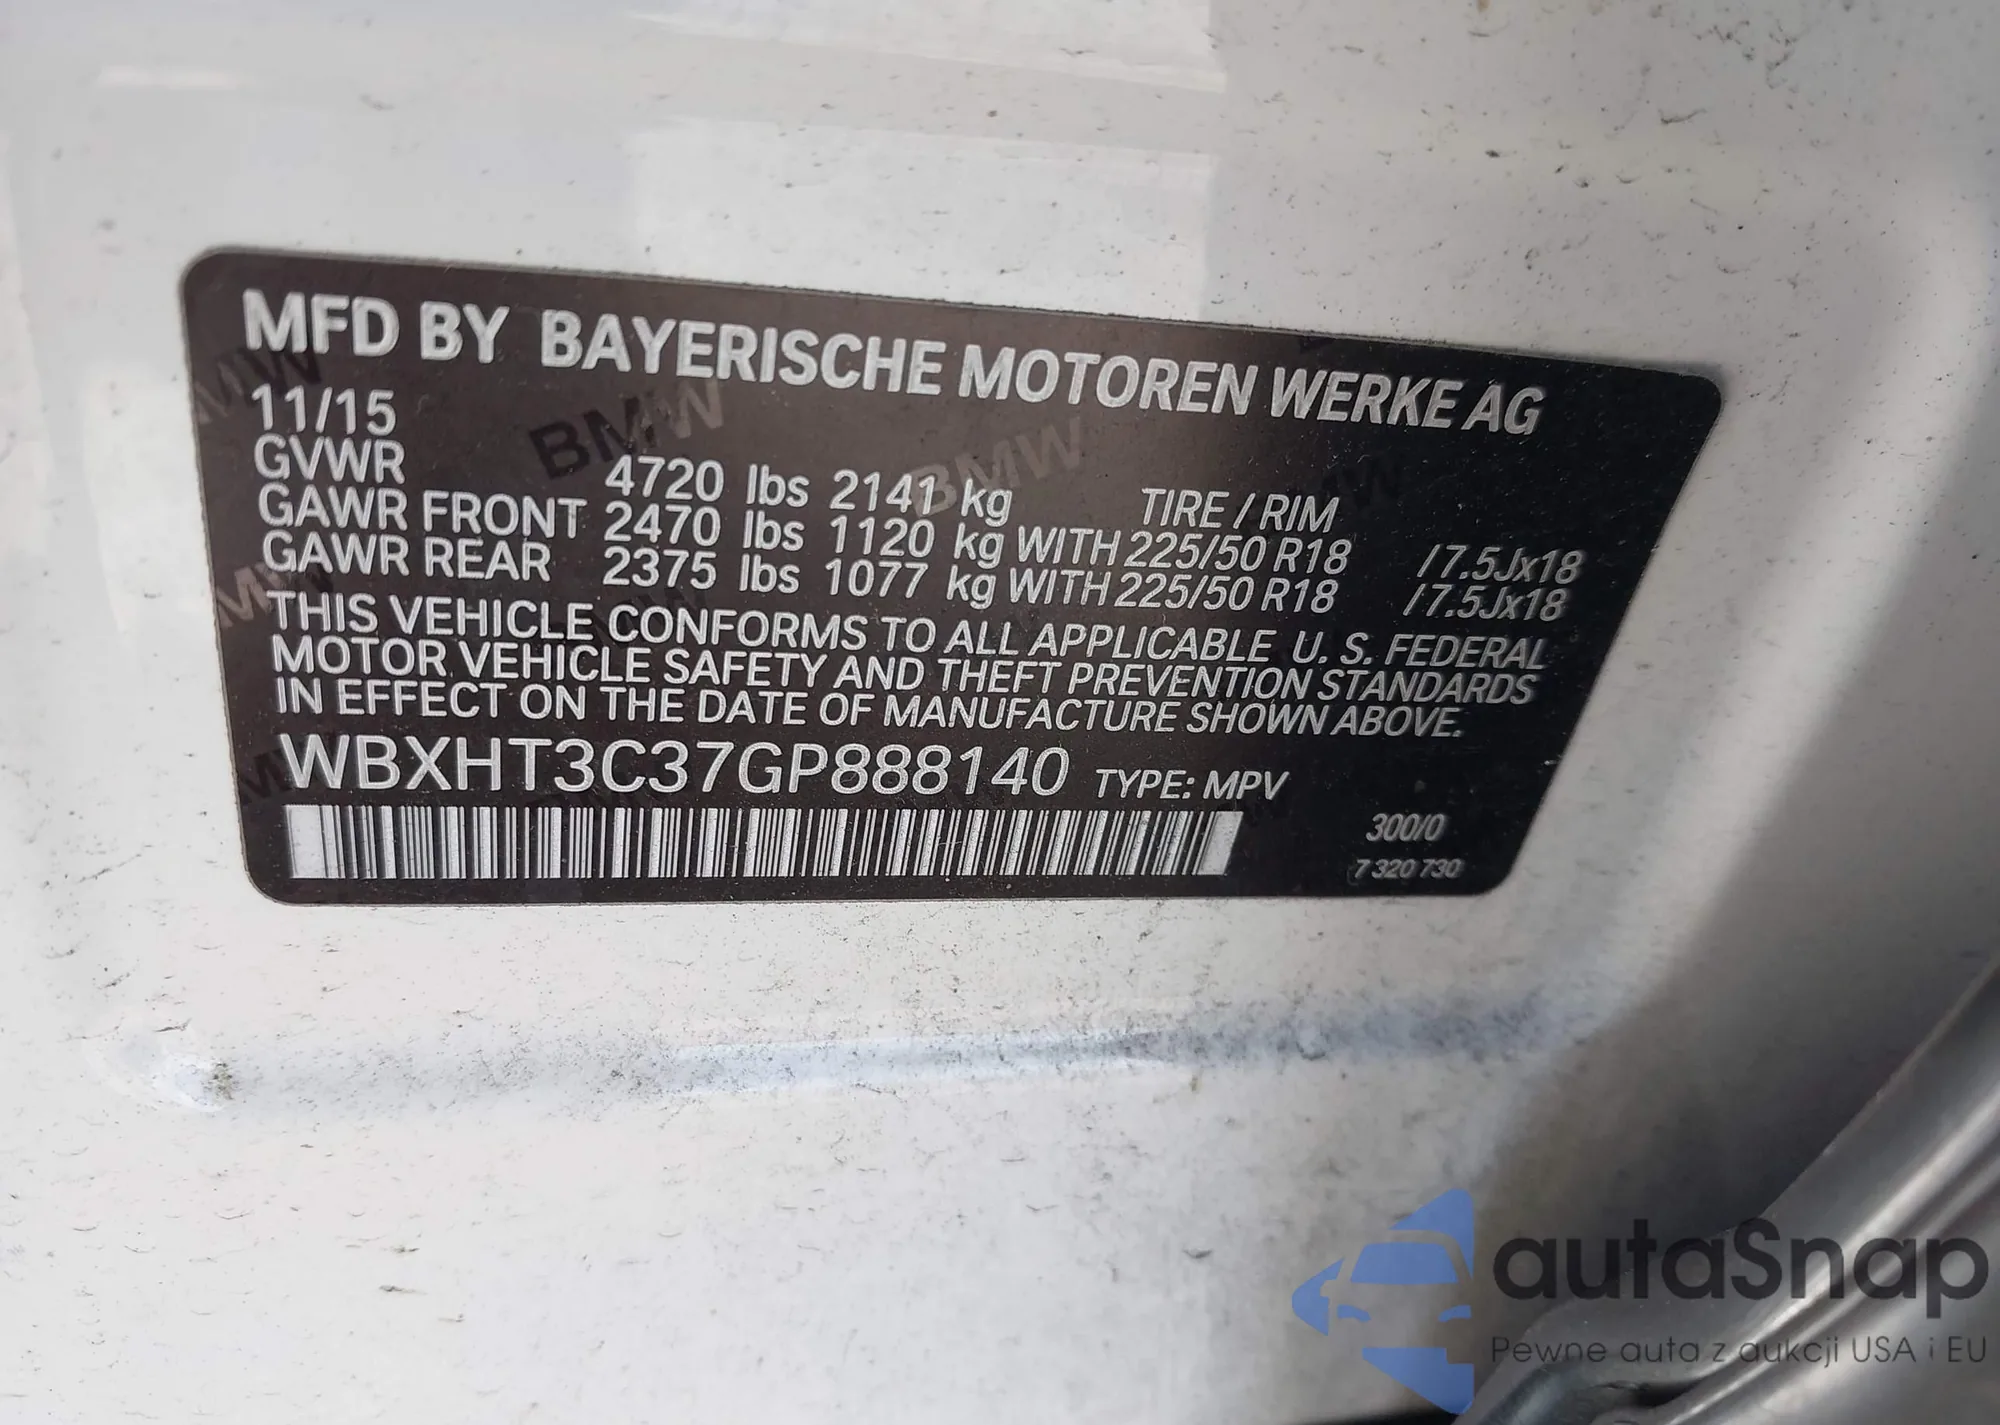 MFD BY BAYERISCHE MOTOREN WERKE AG
11/15
GVWR 4720 lbs 2141 kg TIRE / RIM
GAWR FRONT 2470 lbs 1120 kg WITH 225/50 R18 /7.5Jx18
GAWR REAR 2375 lbs 1077 kg WITH 225/50 R18 /7.5Jx18
THIS VEHICLE CONFORMS TO ALL APPLICABLE U. S. FEDERAL
MOTOR VEHICLE SAFETY AND THEFT PREVENTION STANDARDS
IN EFFECT ON THE DATE OF MANUFACTURE SHOWN ABOVE.
WBXHT3C37GP888140 TYPE: MPV
300/0
7 320 730
autaSnap
Pewne auta z aukcji USA i EU